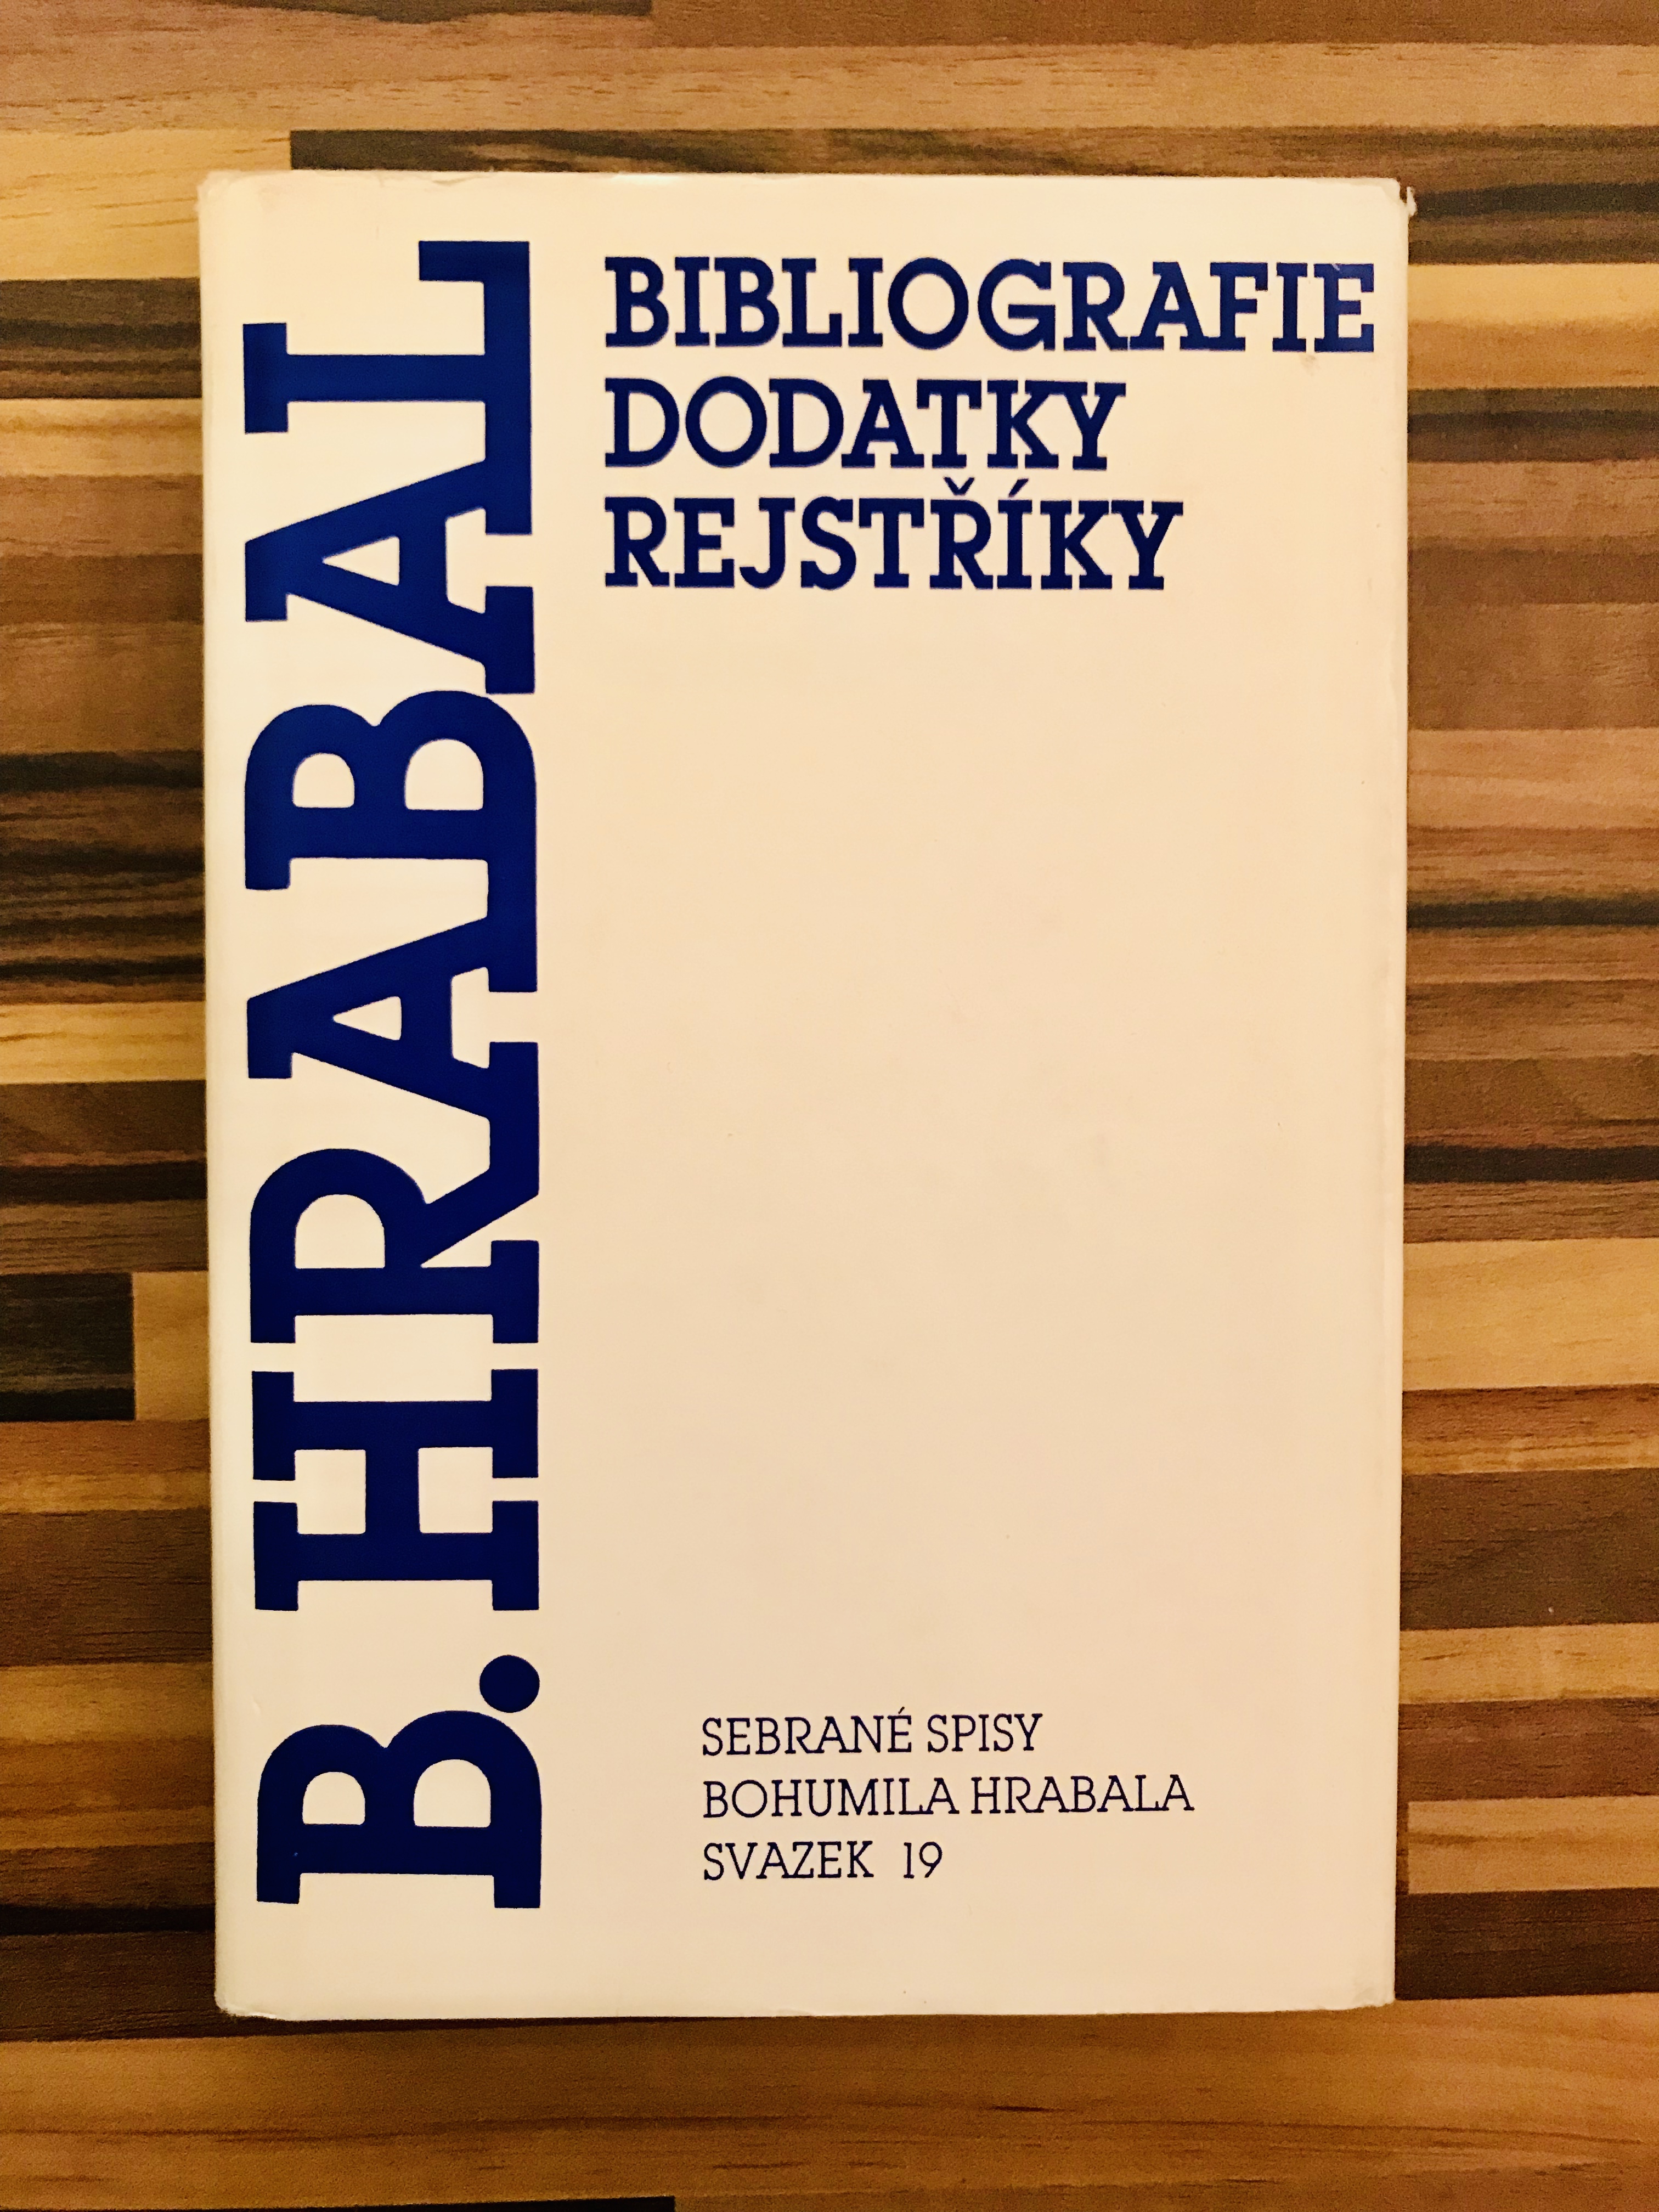 B. HRABAL
BIBLIOGRAFIE
DODATKY
REJSTŘÍKY
SEBRANÉ SPISY
BOHUMILA HRABALA
SVAZEK 19